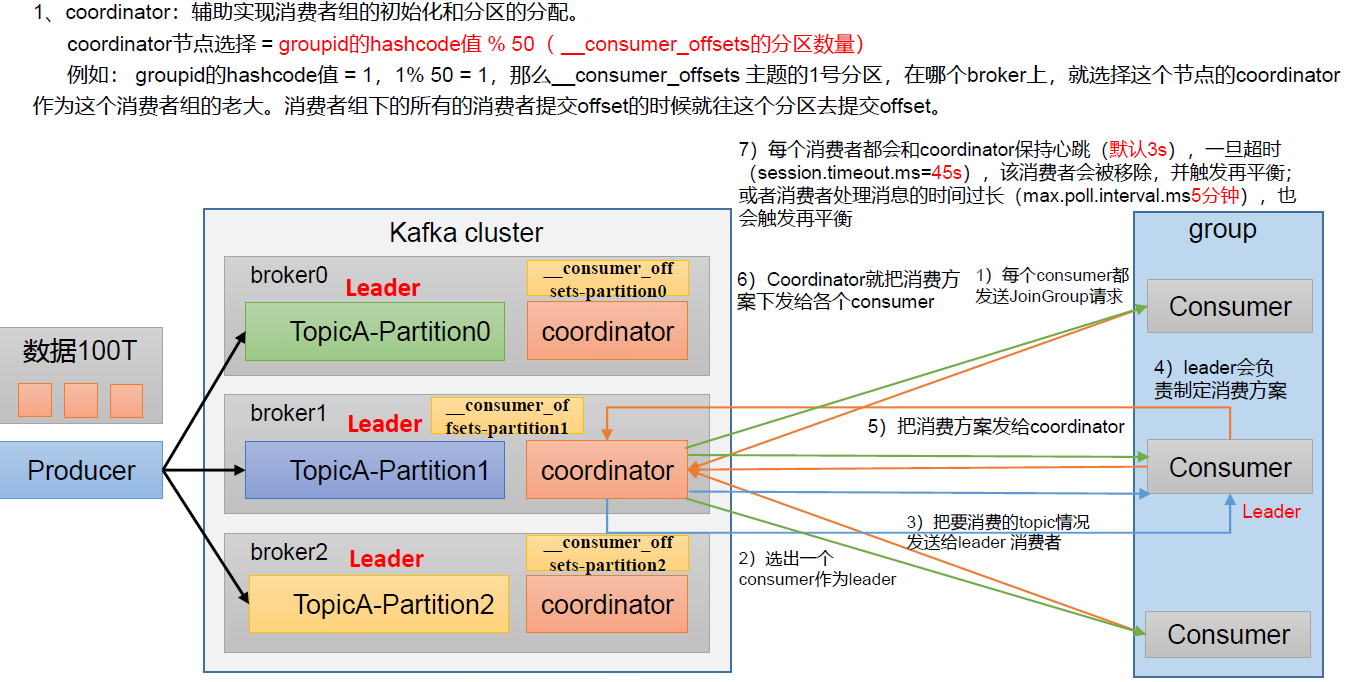 1、coordinator：辅助实现消费者组的初始化和分区的分配。
coordinator节点选择 = groupid的hashcode值 % 50（ __consumer_offsets的分区数量）
例如： groupid的hashcode值 = 1，1% 50 = 1，那么__consumer_offsets 主题的1号分区，在哪个broker上，就选择这个节点的coordinator
作为这个消费者组的老大。消费者组下的所有的消费者提交offset的时候就往这个分区去提交offset。
7）每个消费者都会和coordinator保持心跳（默认3s），一旦超时
（session.timeout.ms=45s），该消费者会被移除，并触发再平衡；
或者消费者处理消息的时间过长（max.poll.interval.ms5分钟），也
会触发再平衡
Kafka cluster
group
broker0
Leader
__consumer_off
sets-partition0
TopicA-Partition0
coordinator
6）Coordinator就把消费方
案下发给各个consumer
1）每个consumer都
发送JoinGroup请求
Consumer
数据100T
4）leader会负
责制定消费方案
broker1
Leader
__consumer_of
fsets-partition1
5）把消费方案发给coordinator
Producer
TopicA-Partition1
coordinator
Consumer
Leader
3）把要消费的topic情况
发送给leader 消费者
broker2
Leader
__consumer_off
sets-partition2
2）选出一个
consumer作为leader
TopicA-Partition2
coordinator
Consumer